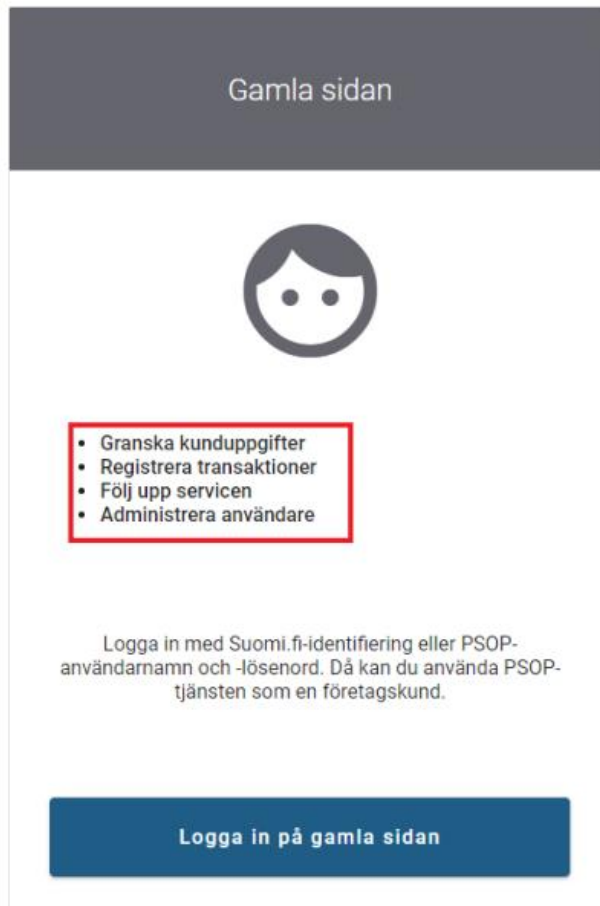 Gamla sidan
Granska kunduppgifter
Registrera transaktioner
Följ upp servicen
Administrera användare
Logga in med Suomi.fi-identifiering eller PSOP-
användarnamn och -lösenord. Då kan du använda PSOP-
tjänsten som en företagskund.
Logga in på gamla sidan